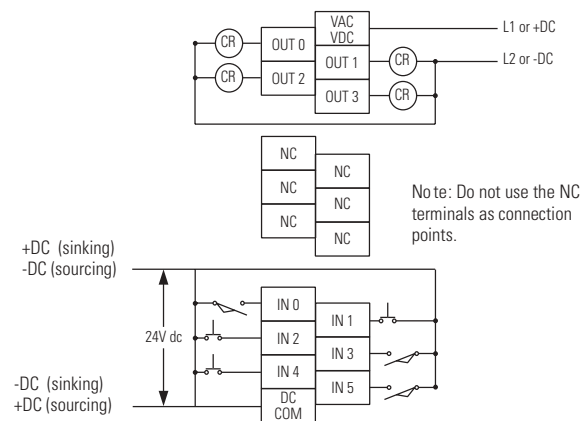 VAC
VDC
L1 or +DC
CR
OUT 0
OUT 1
CR
L2 or -DC
CR
OUT 2
OUT 3
CR
NC
NC
NC
NC
NC
NC
Note: Do not use the NC
terminals as connection
points.
+DC (sinking)
-DC (sourcing)
24V dc
IN 0
IN 1
IN 2
IN 3
IN 4
IN 5
-DC (sinking)
+DC (sourcing)
DC
COM